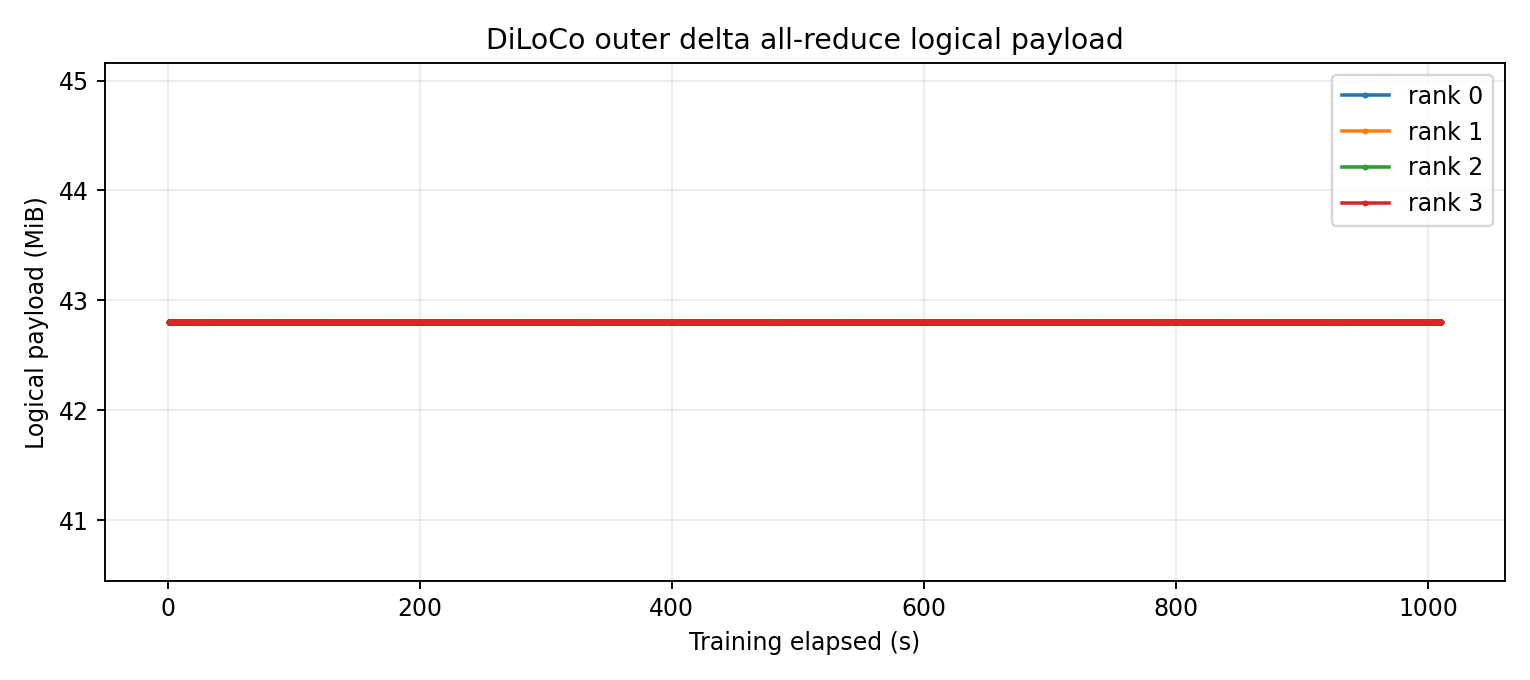 DiLoCo outer delta all-reduce logical payload
rank 0
rank 1
rank 2
rank 3
45
44
43
42
41
Logical payload (MiB)
0
200
400
600
800
1000
Training elapsed (s)